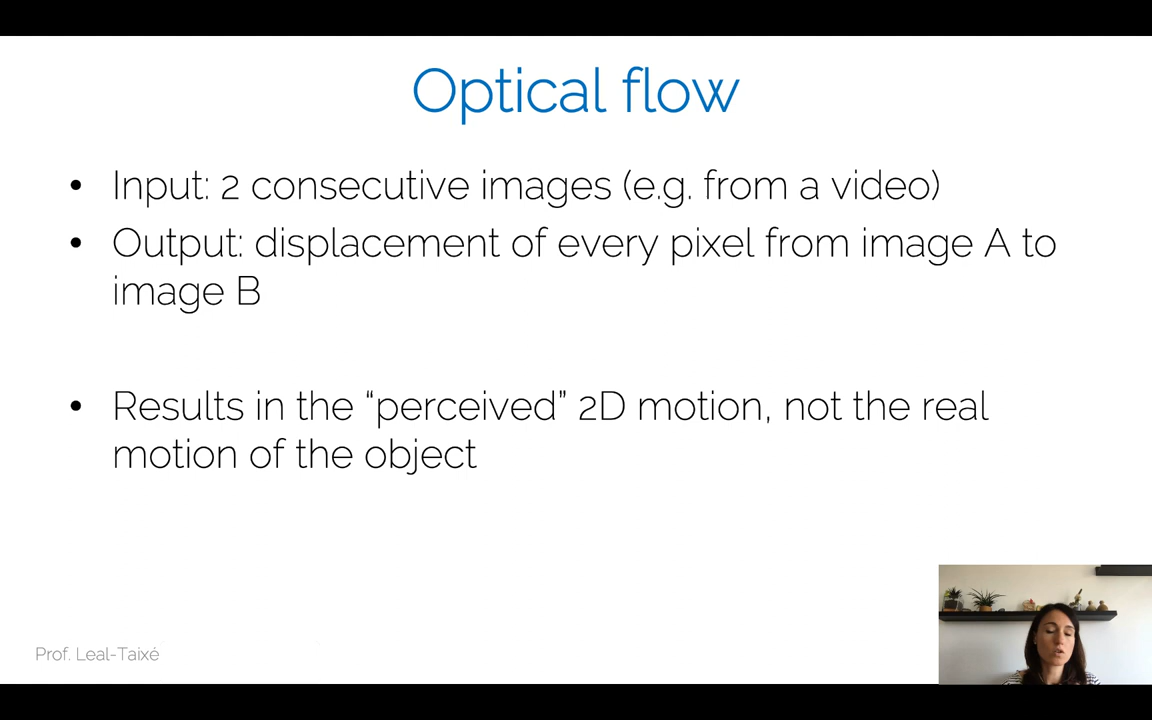 Optical flow
• Input: 2 consecutive images (e.g. from a video)
• Output: displacement of every pixel from image A to
image B
• Results in the “perceived” 2D motion, not the real
motion of the object
Prof. Leal-Taixé